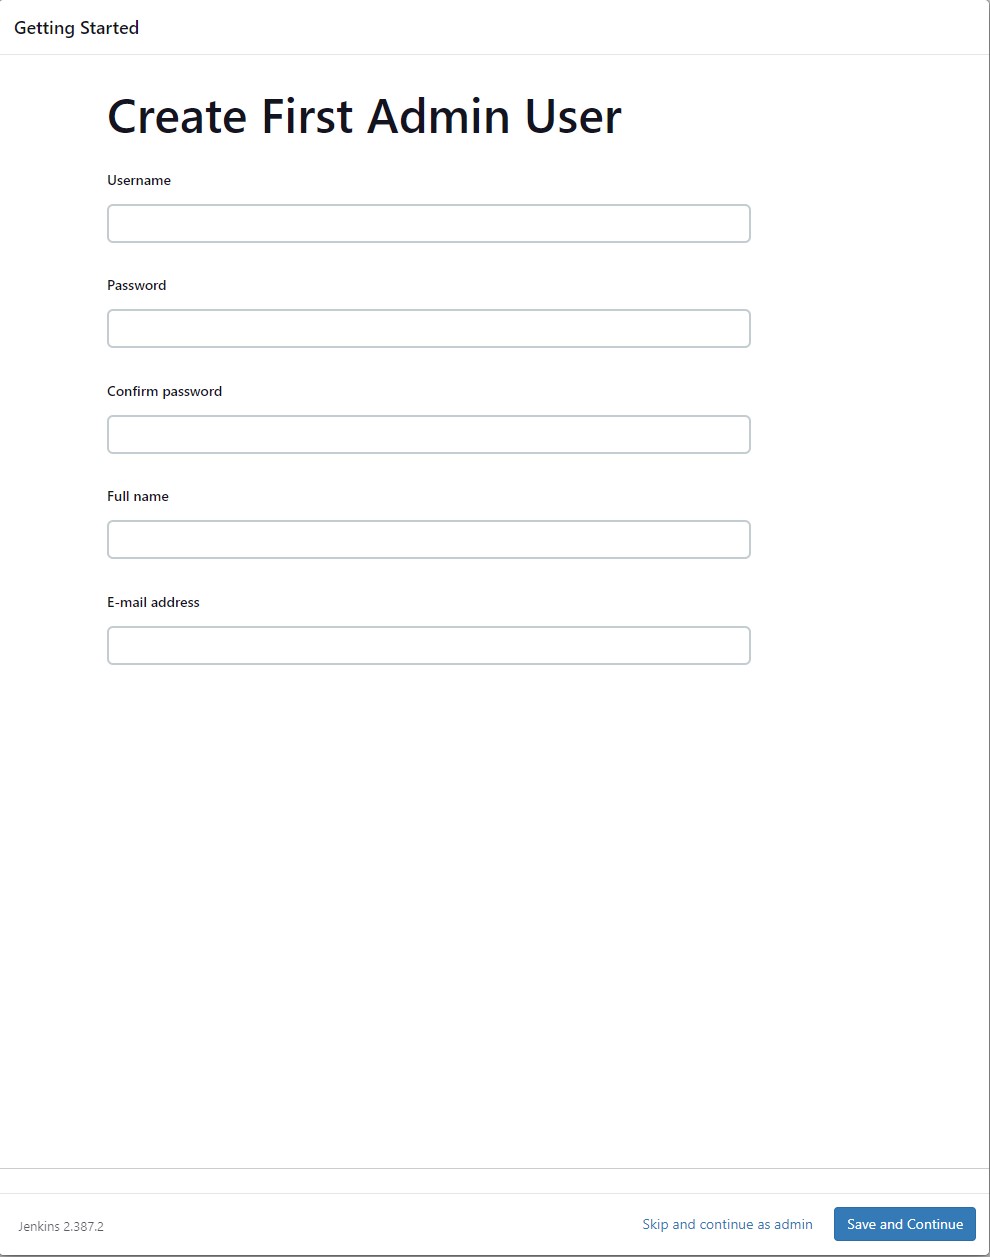 Getting Started
Create First Admin User
Username
Password
Confirm password
Full name
E-mail address
Jenkins 2.387.2
Skip and continue as admin
Save and Continue